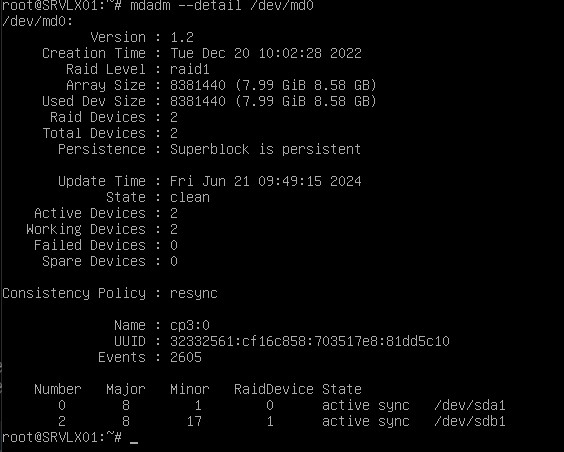 root@SRVLX01:~# mdadm --detail /dev/md0
/dev/md0:
Version : 1.2
Creation Time : Tue Dec 20 10:02:28 2022
Raid Level : raid1
Array Size : 8381440 (7.99 GiB 8.58 GB)
Used Dev Size : 8381440 (7.99 GiB 8.58 GB)
Raid Devices : 2
Total Devices : 2
Persistence : Superblock is persistent
Update Time : Fri Jun 21 09:49:15 2024
State : clean
Active Devices : 2
Working Devices : 2
Failed Devices : 0
Spare Devices : 0
Consistency Policy : resync
Name : cp3:0
UUID : 32332561:cf16c858:703517e8:81dd5c10
Events : 2605
Number Major Minor RaidDevice State
0 8 1 0 active sync /dev/sda1
2 8 17 1 active sync /dev/sdb1
root@SRVLX01:~# _